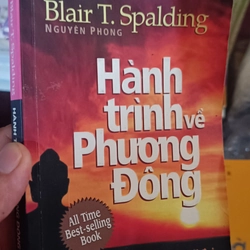 Blair T. Spalding
NGUYÊN PHONG
Hành
trình về
Phương
Đông
All Time
Best-selling
Book